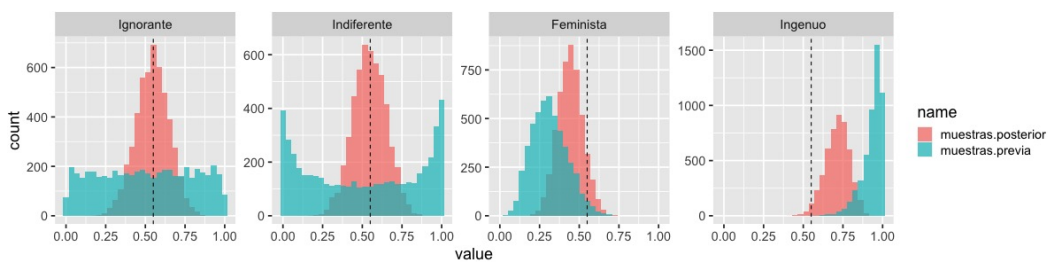 Ignorante
Indiferente
Feminista
Ingenuo
count
600
400
200
0
0.00 0.25 0.50 0.75 1.00
600
400
200
0
0.00 0.25 0.50 0.75 1.00
750
500
250
0
0.00 0.25 0.50 0.75 1.00
1500
1000
500
0
0.00 0.25 0.50 0.75 1.00
value
name
muestras.posterior
muestras.previa